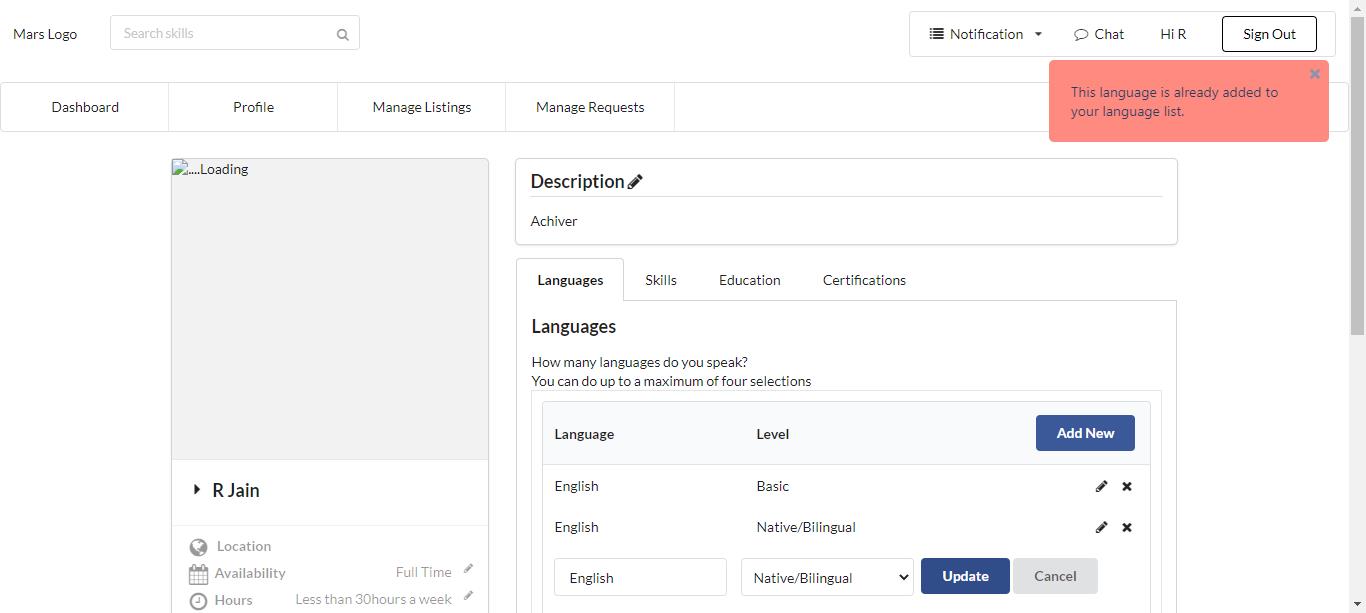 Mars Logo
Search skills
Notification
Chat
Hi R
Sign Out
This language is already added to
your language list.
Dashboard
Profile
Manage Listings
Manage Requests
....Loading
R Jain
Location
Availability
Full Time
Hours
Less than 30hours a week
Description
Achiver
Languages
Skills
Education
Certifications
Languages
How many languages do you speak?
You can do up to a maximum of four selections
Language
Level
Add New
English
Basic
English
Native/Bilingual
English
Native/Bilingual
Update
Cancel